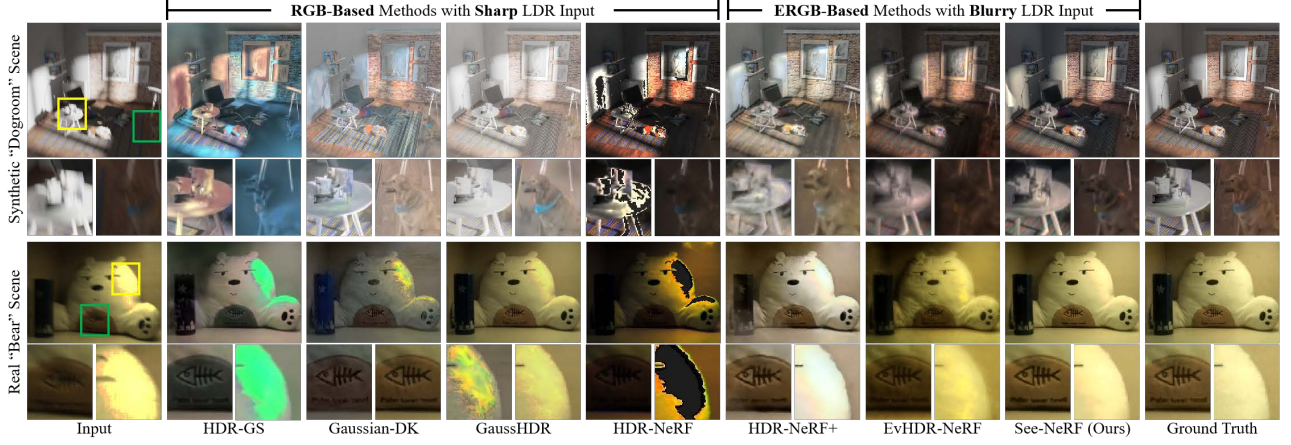 RGB-Based Methods with Sharp LDR Input
ERGB-Based Methods with Blurry LDR Input
Synthetic “Dogroom” Scene
Real “Bear” Scene
Input
HDR-GS
Gaussian-DK
GaussHDR
HDR-NeRF
HDR-NeRF+
EvHDR-NeRF
See-NeRF (Ours)
Ground Truth